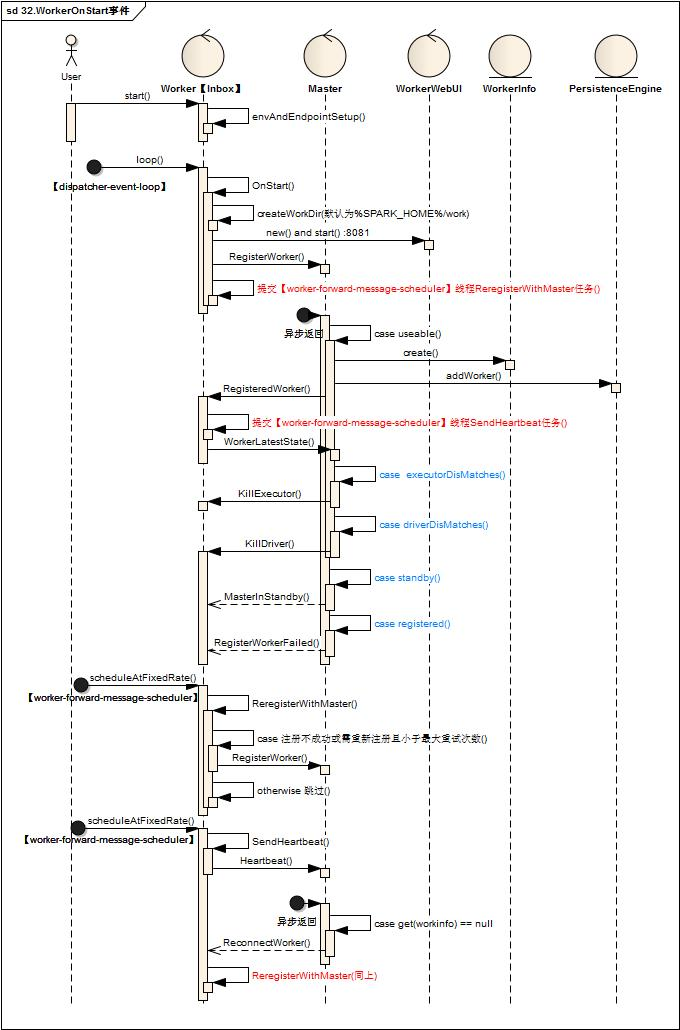 sd 32.WorkerOnStart事件
User
Worker【Inbox】
Master
WorkerWebUI
WorkerInfo
PersistenceEngine
start()
envAndEndpointSetup()
loop()
【dispatcher-event-loop】
OnStart()
createWorkDir(默认为%SPARK_HOME%/work)
new() and start() :8081
RegisterWorker()
提交【worker-forward-message-scheduler】线程ReregisterWithMaster任务()
异步返回
case useable()
create()
addWorker()
RegisteredWorker()
提交【worker-forward-message-scheduler】线程SendHeartbeat任务()
WorkerLatestState()
case executorDisMatches()
KillExecutor()
case driverDisMatches()
KillDriver()
case standby()
MasterInStandby()
case registered()
RegisterWorkerFailed()
scheduleAtFixedRate()
【worker-forward-message-scheduler】
ReregisterWithMaster()
case 注册不成功或需重新注册且小于最大重试次数()
RegisterWorker()
otherwise 跳过()
scheduleAtFixedRate()
【worker-forward-message-scheduler】
SendHeartbeat()
Heartbeat()
异步返回
case get(workinfo) == null
ReconnectWorker()
ReregisterWithMaster(同上)